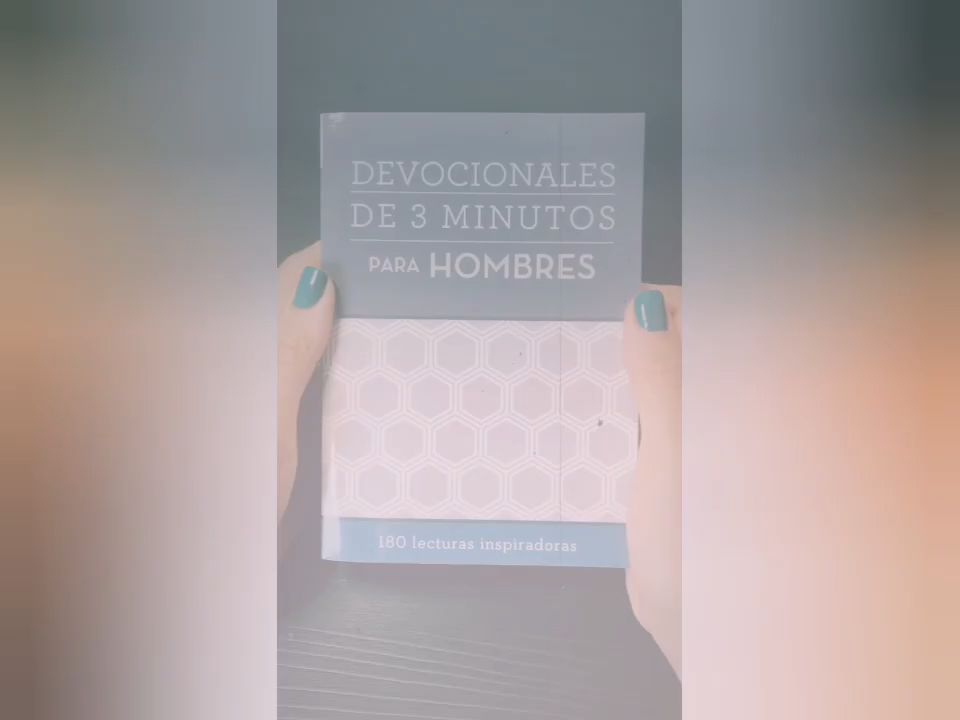 DEVOCIONALES
DE 3 MINUTOS
PARA HOMBRES
180 lecturas inspiradoras